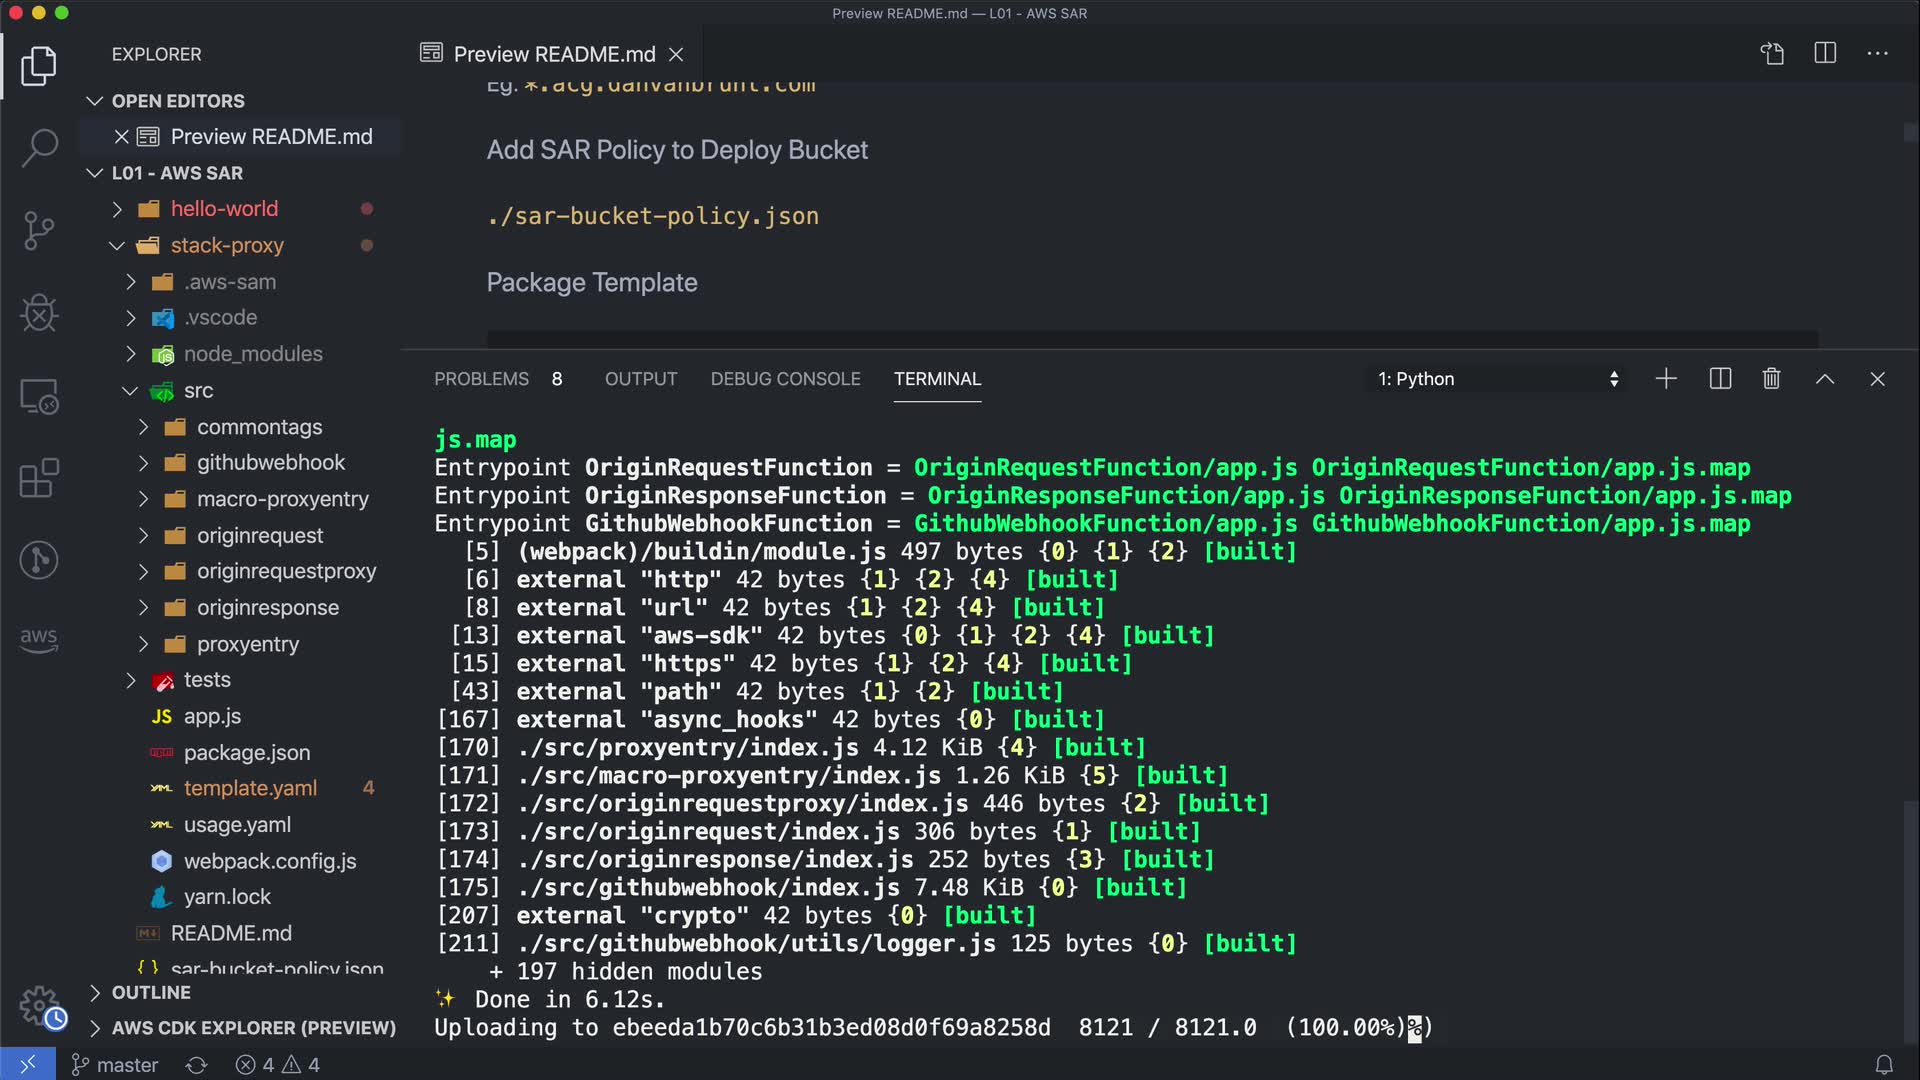 Preview README.md — L01 - AWS SAR
EXPLORER
OPEN EDITORS
Preview README.md
L01 - AWS SAR
hello-world
stack-proxy
.aws-sam
.vscode
node_modules
src
commontags
githubwebhook
macro-proxyentry
originrequest
originrequestproxy
originresponse
proxyentry
tests
JS app.js
package.json
template.yaml 4
usage.yaml
webpack.config.js
yarn.lock
README.md
{} sar-bucket-policy.json
OUTLINE
AWS CDK EXPLORER (PREVIEW)
aws
Preview README.md
Eg. *.acg.danvanbrunt.com
Add SAR Policy to Deploy Bucket
./sar-bucket-policy.json
Package Template
PROBLEMS 8 OUTPUT DEBUG CONSOLE TERMINAL 1: Python
js.map
Entrypoint OriginRequestFunction = OriginRequestFunction/app.js OriginRequestFunction/app.js.map
Entrypoint OriginResponseFunction = OriginResponseFunction/app.js OriginResponseFunction/app.js.map
Entrypoint GithubWebhookFunction = GithubWebhookFunction/app.js GithubWebhookFunction/app.js.map
[5] (webpack)/buildin/module.js 497 bytes {0} {1} {2} [built]
[6] external "http" 42 bytes {1} {2} {4} [built]
[8] external "url" 42 bytes {1} {2} {4} [built]
[13] external "aws-sdk" 42 bytes {0} {1} {2} {4} [built]
[15] external "https" 42 bytes {1} {2} {4} [built]
[43] external "path" 42 bytes {1} {2} [built]
[167] external "async_hooks" 42 bytes {0} [built]
[170] ./src/proxyentry/index.js 4.12 KiB {4} [built]
[171] ./src/macro-proxyentry/index.js 1.26 KiB {5} [built]
[172] ./src/originrequestproxy/index.js 446 bytes {2} [built]
[173] ./src/originrequest/index.js 306 bytes {1} [built]
[174] ./src/originresponse/index.js 252 bytes {3} [built]
[175] ./src/githubwebhook/index.js 7.48 KiB {0} [built]
[207] external "crypto" 42 bytes {0} [built]
[211] ./src/githubwebhook/utils/logger.js 125 bytes {0} [built]
+ 197 hidden modules
✨ Done in 6.12s.
Uploading to ebeeda1b70c6b31b3ed08d0f69a8258d 8121 / 8121.0 (100.00%)%)
master 4 4